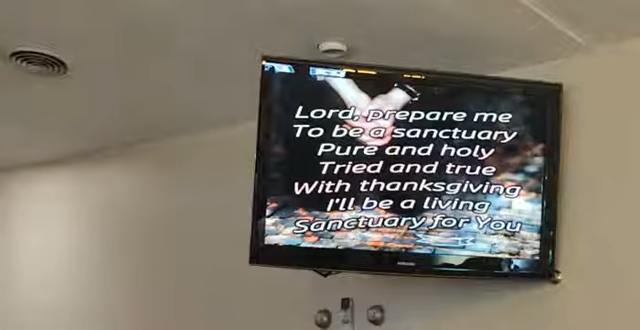 Lord, prepare me
To be a sanctuary
Pure and holy
Tried and true
With thanksgiving
I'll be a living
Sanctuary for You